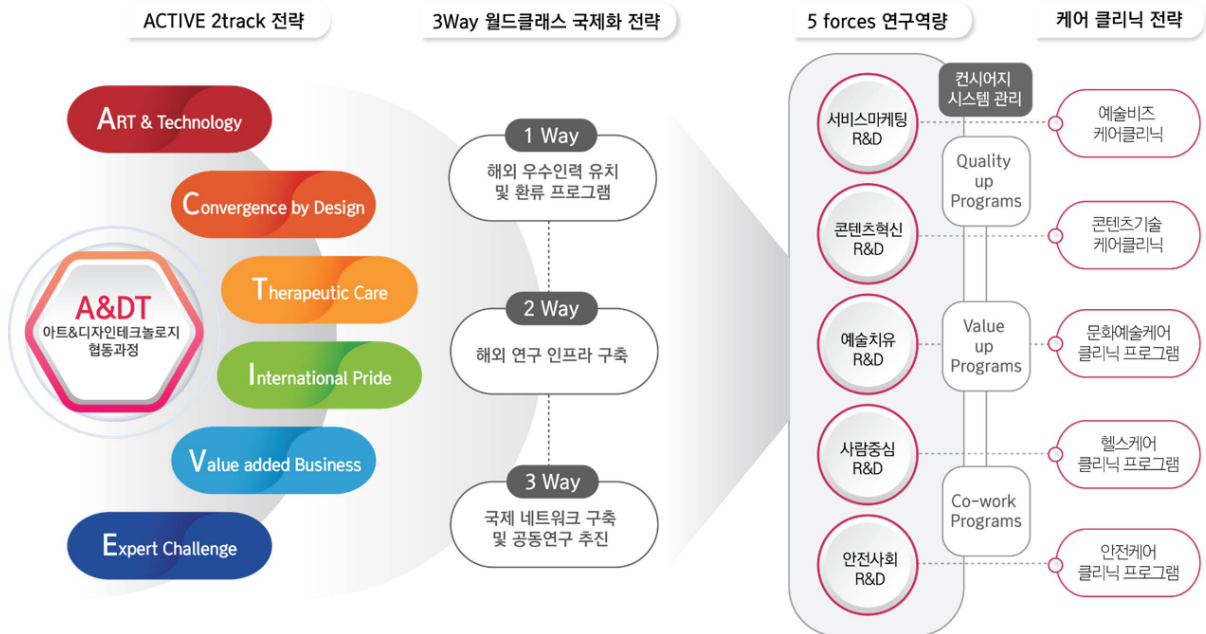 ACTIVE 2track 전략
3Way 월드클래스 국제화 전략
5 forces 연구역량
케어 클리닉 전략
A&DT
아트&디자인테크놀로지
협동과정
ART & Technology
Convergence by Design
Therapeutic Care
International Pride
Value added Business
Expert Challenge
1 Way
해외 우수인력 유치
및 환류 프로그램
2 Way
해외 연구 인프라 구축
3 Way
국제 네트워크 구축
및 공동연구 추진
서비스마케팅
R&D
콘텐츠혁신
R&D
예술치유
R&D
사람중심
R&D
안전사회
R&D
컨시어지
시스템 관리
Quality
up
Programs
Value
up
Programs
Co-work
Programs
예술비즈
케어클리닉
콘텐츠기술
케어클리닉
문화예술케어
클리닉 프로그램
헬스케어
클리닉 프로그램
안전케어
클리닉 프로그램